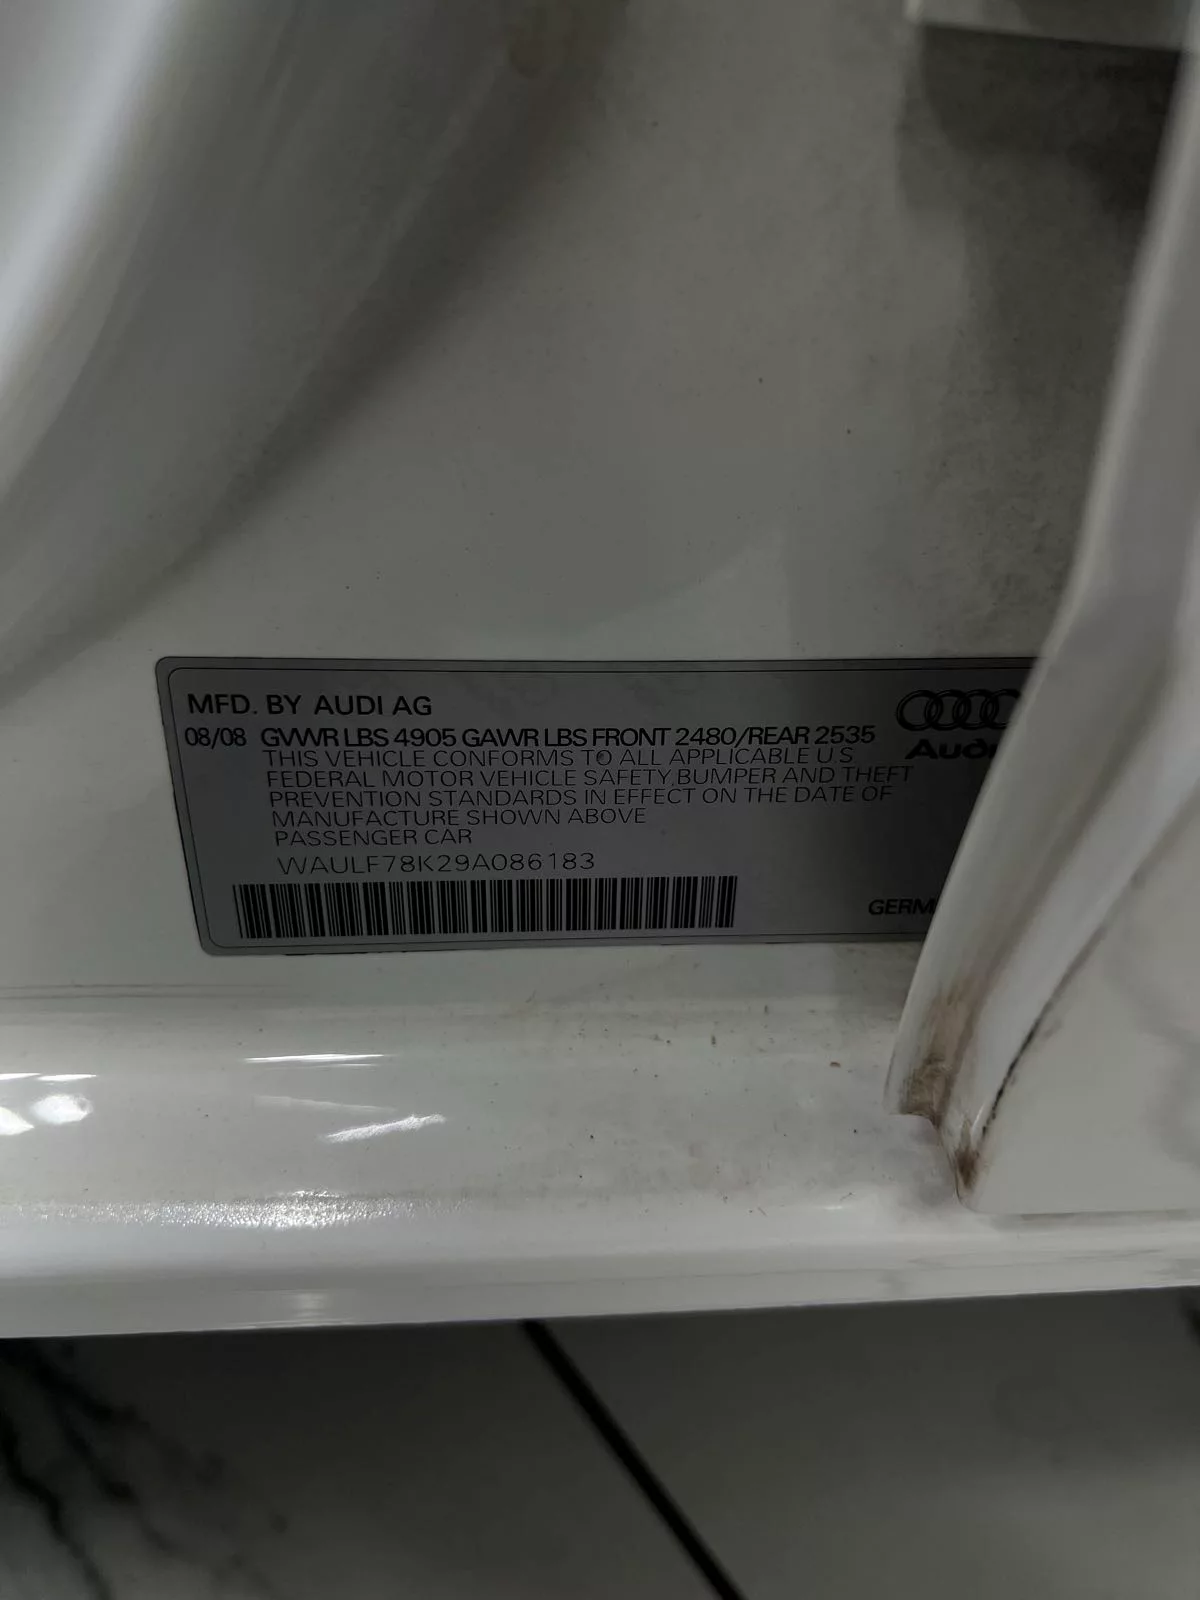 MFD. BY AUDI AG
08/08 GVWR LBS 4905 GAWR LBS FRONT 2480/REAR 2535
Audi
THIS VEHICLE CONFORMS TO ALL APPLICABLE U.S
FEDERAL MOTOR VEHICLE SAFETY, BUMPER AND THEFT
PREVENTION STANDARDS IN EFFECT ON THE DATE OF
MANUFACTURE SHOWN ABOVE
PASSENGER CAR
WAULF78K29A086183
GERM